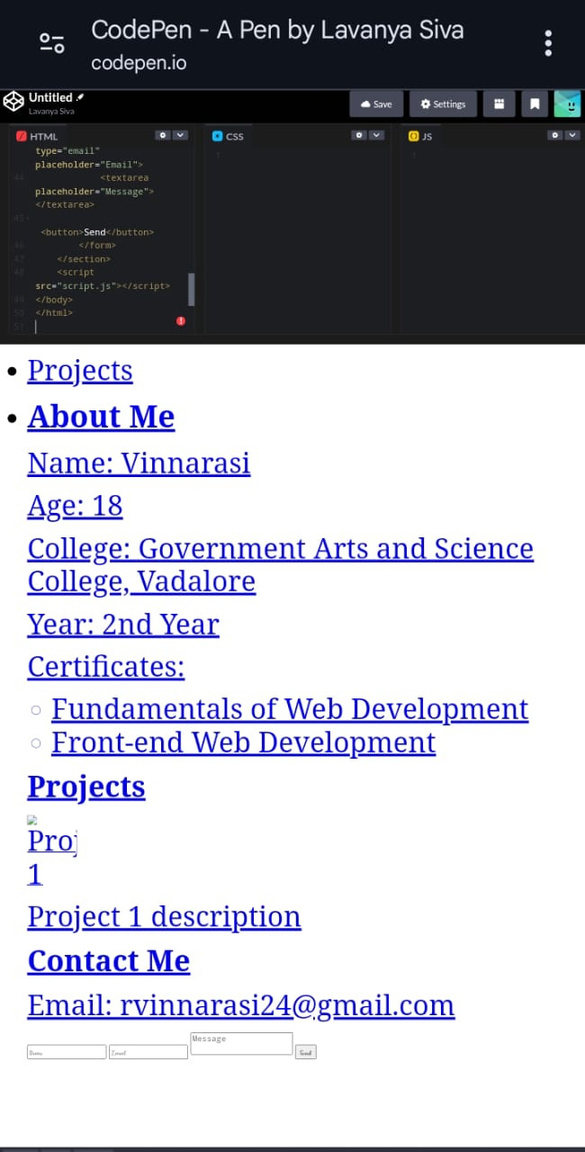 CodePen - A Pen by Lavanya Siva
codepen.io
Untitled
Lavanya Siva
Save
Settings
HTML
CSS
JS
type="email"
placeholder="Email">
44 <textarea
placeholder="Message">
</textarea>
45
<button>Send</button>
46 </form>
47 </section>
48 <script
src="script.js"></script>
49 </body>
50 </html>
51
1
1
Projects
About Me
Name: Vinnarasi
Age: 18
College: Government Arts and Science
College, Vadalore
Year: 2nd Year
Certificates:
Fundamentals of Web Development
Front-end Web Development
Projects
Proj
1
Project 1 description
Contact Me
Email: rvinnarasi24@gmail.com
Name Email Message Send